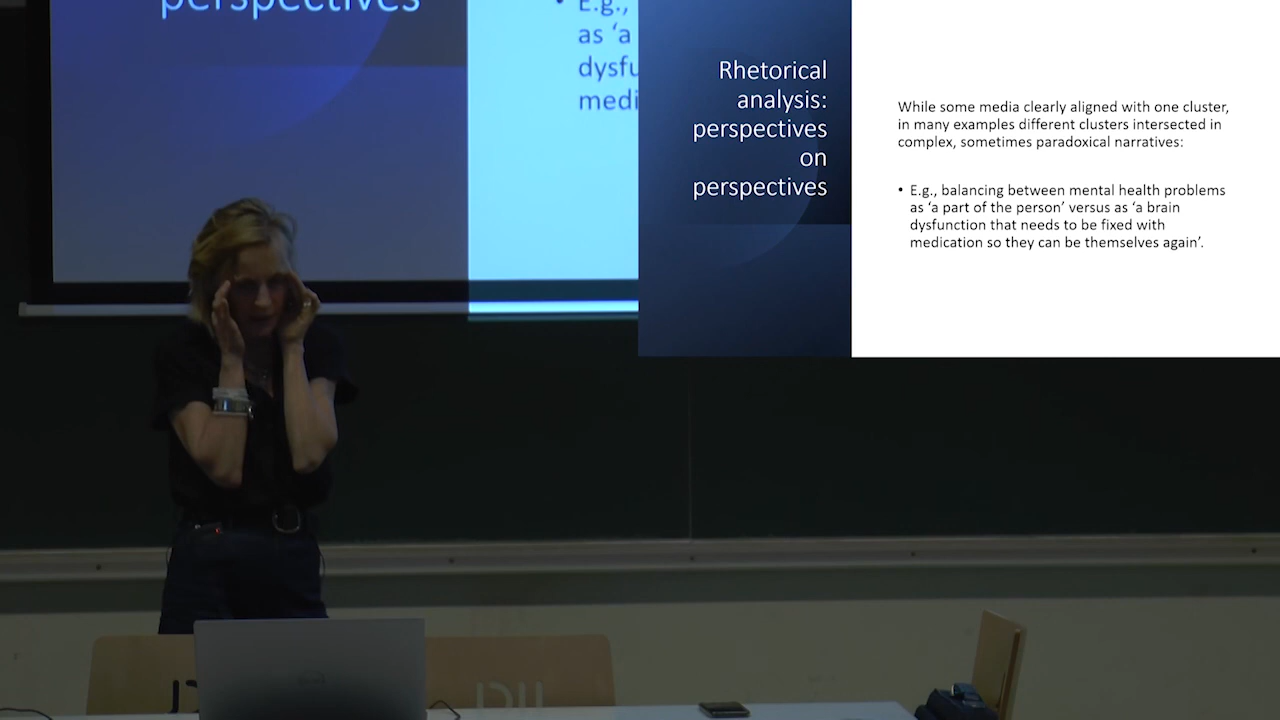 perspectives
E.g.,
as ‘a
dysfu
medi
Rhetorical
analysis:
perspectives
on
perspectives
While some media clearly aligned with one cluster,
in many examples different clusters intersected in
complex, sometimes paradoxical narratives:
• E.g., balancing between mental health problems
as ‘a part of the person’ versus as ‘a brain
dysfunction that needs to be fixed with
medication so they can be themselves again’.